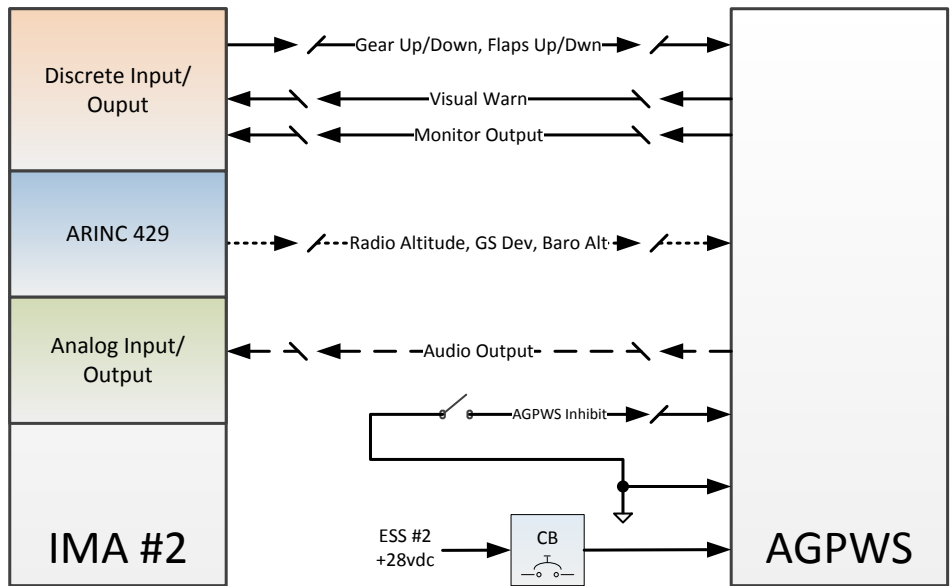 Discrete Input/
Ouput
Gear Up/Down, Flaps Up/Dwn
Visual Warn
Monitor Output
ARINC 429
Radio Altitude, GS Dev, Baro Alt
Analog Input/
Output
Audio Output
AGPWS Inhibit
IMA #2
ESS #2
+28vdc
CB
AGPWS